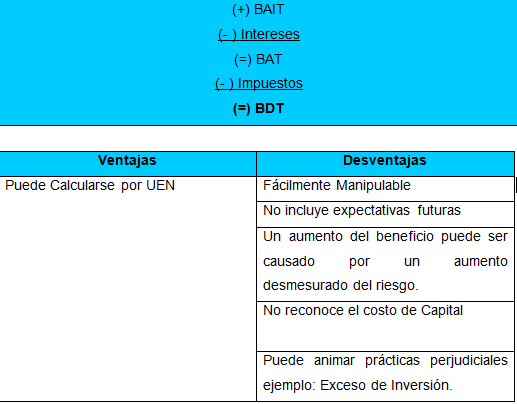 (+) BAIT
(- ) Intereses
(=) BAT
(- ) Impuestos
(=) BDT
Ventajas
Desventajas
Puede Calcularse por UEN
Fácilmente Manipulable
No incluye expectativas futuras
Un aumento del beneficio puede ser
causado por un aumento
desmesurado del riesgo.
No reconoce el costo de Capital
Puede animar prácticas perjudiciales
ejemplo: Exceso de Inversión.